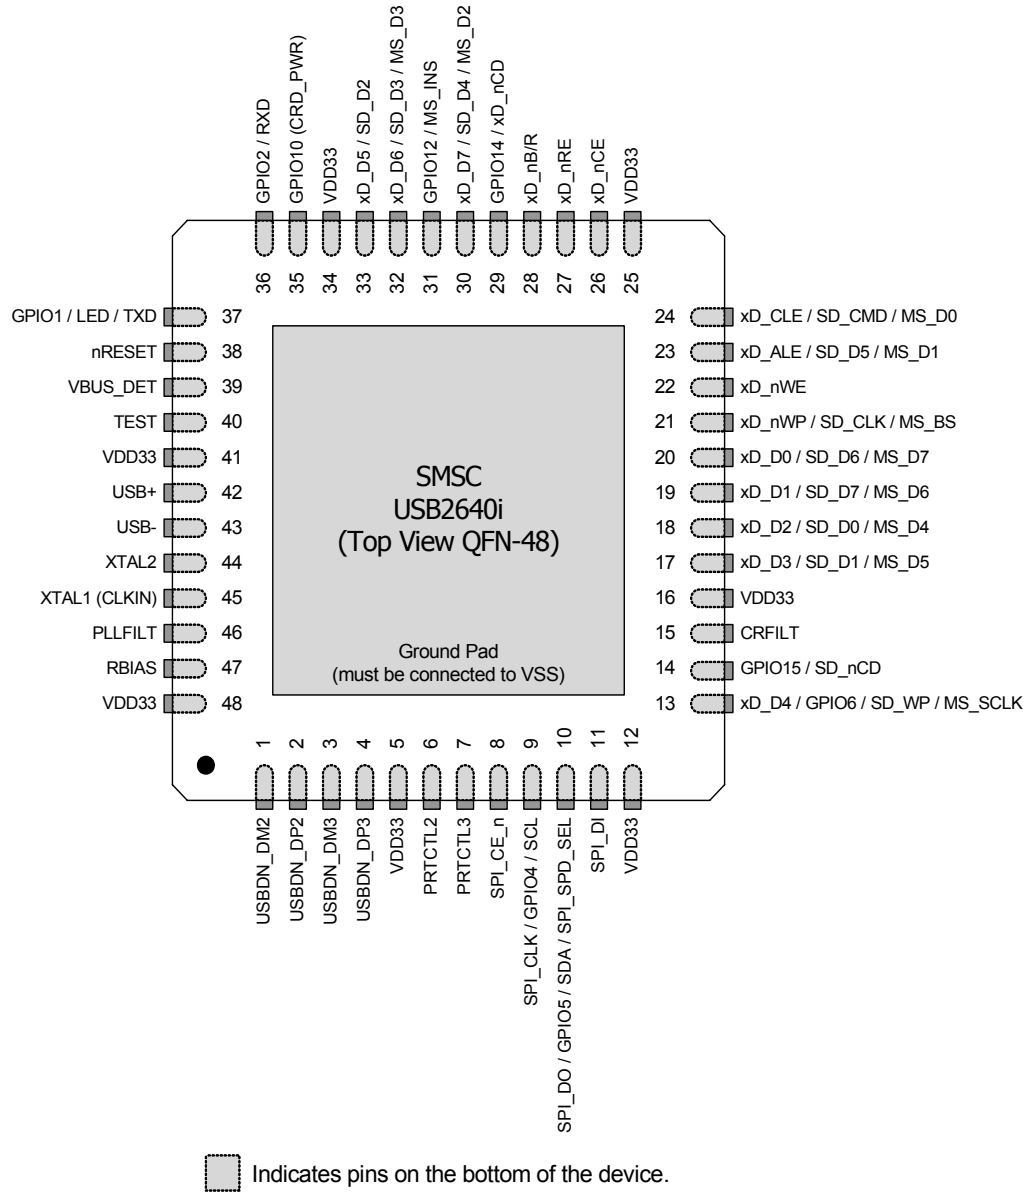 GPIO2 / RXD
GPIO10 (CRD_PWR)
VDD33
xD_D5 / SD_D2
xD_D6 / SD_D3 / MS_D3
GPIO12 / MS_INS
xD_D7 / SD_D4 / MS_D2
GPIO14 / xD_nCD
xD_nB/R
xD_nRE
xD_nCE
VDD33
36
35
34
33
32
31
30
29
28
27
26
25
GPIO1 / LED / TXD 37
nRESET 38
VBUS_DET 39
TEST 40
VDD33 41
USB+ 42
USB- 43
XTAL2 44
XTAL1 (CLKIN) 45
PLLFILT 46
RBIAS 47
VDD33 48
SMSC
USB2640i
(Top View QFN-48)
Ground Pad
(must be connected to VSS)
24 xD_CLE / SD_CMD / MS_D0
23 xD_ALE / SD_D5 / MS_D1
22 xD_nWE
21 xD_nWP / SD_CLK / MS_BS
20 xD_D0 / SD_D6 / MS_D7
19 xD_D1 / SD_D7 / MS_D6
18 xD_D2 / SD_D0 / MS_D4
17 xD_D3 / SD_D1 / MS_D5
16 VDD33
15 CRFILT
14 GPIO15 / SD_nCD
13 xD_D4 / GPIO6 / SD_WP / MS_SCLK
1
2
3
4
5
6
7
8
9
10
11
12
USBDN_DM2
USBDN_DP2
USBDN_DM3
USBDN_DP3
VDD33
PRTCTL2
PRTCTL3
SPI_CE_n
SPI_CLK / GPIO4 / SCL
SPI_DO / GPIO5 / SDA / SPI_SPD_SEL
SPI_DI
VDD33
Indicates pins on the bottom of the device.